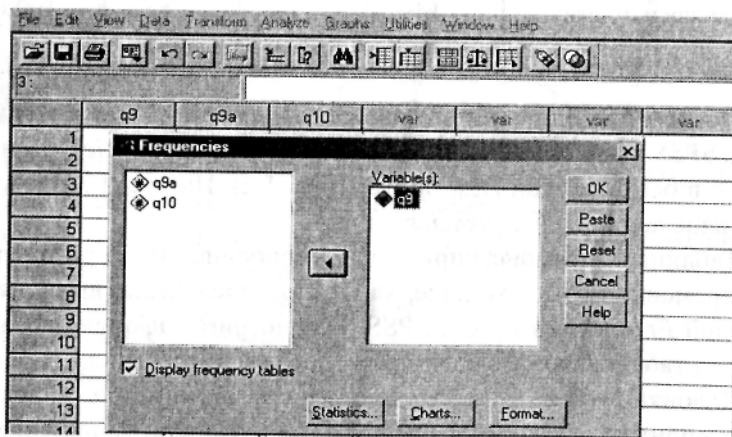 File Edit View Data Transform Analyze Graphs Utilities Window Help
3:
q9 q9a q10 var var var var
1
2
3
4
5
6
7
8
9
10
11
12
13
14
Frequencies
q9a
q10
Variable(s):
q9
OK
Paste
Reset
Cancel
Help
Display frequency tables
Statistics... Charts... Format...